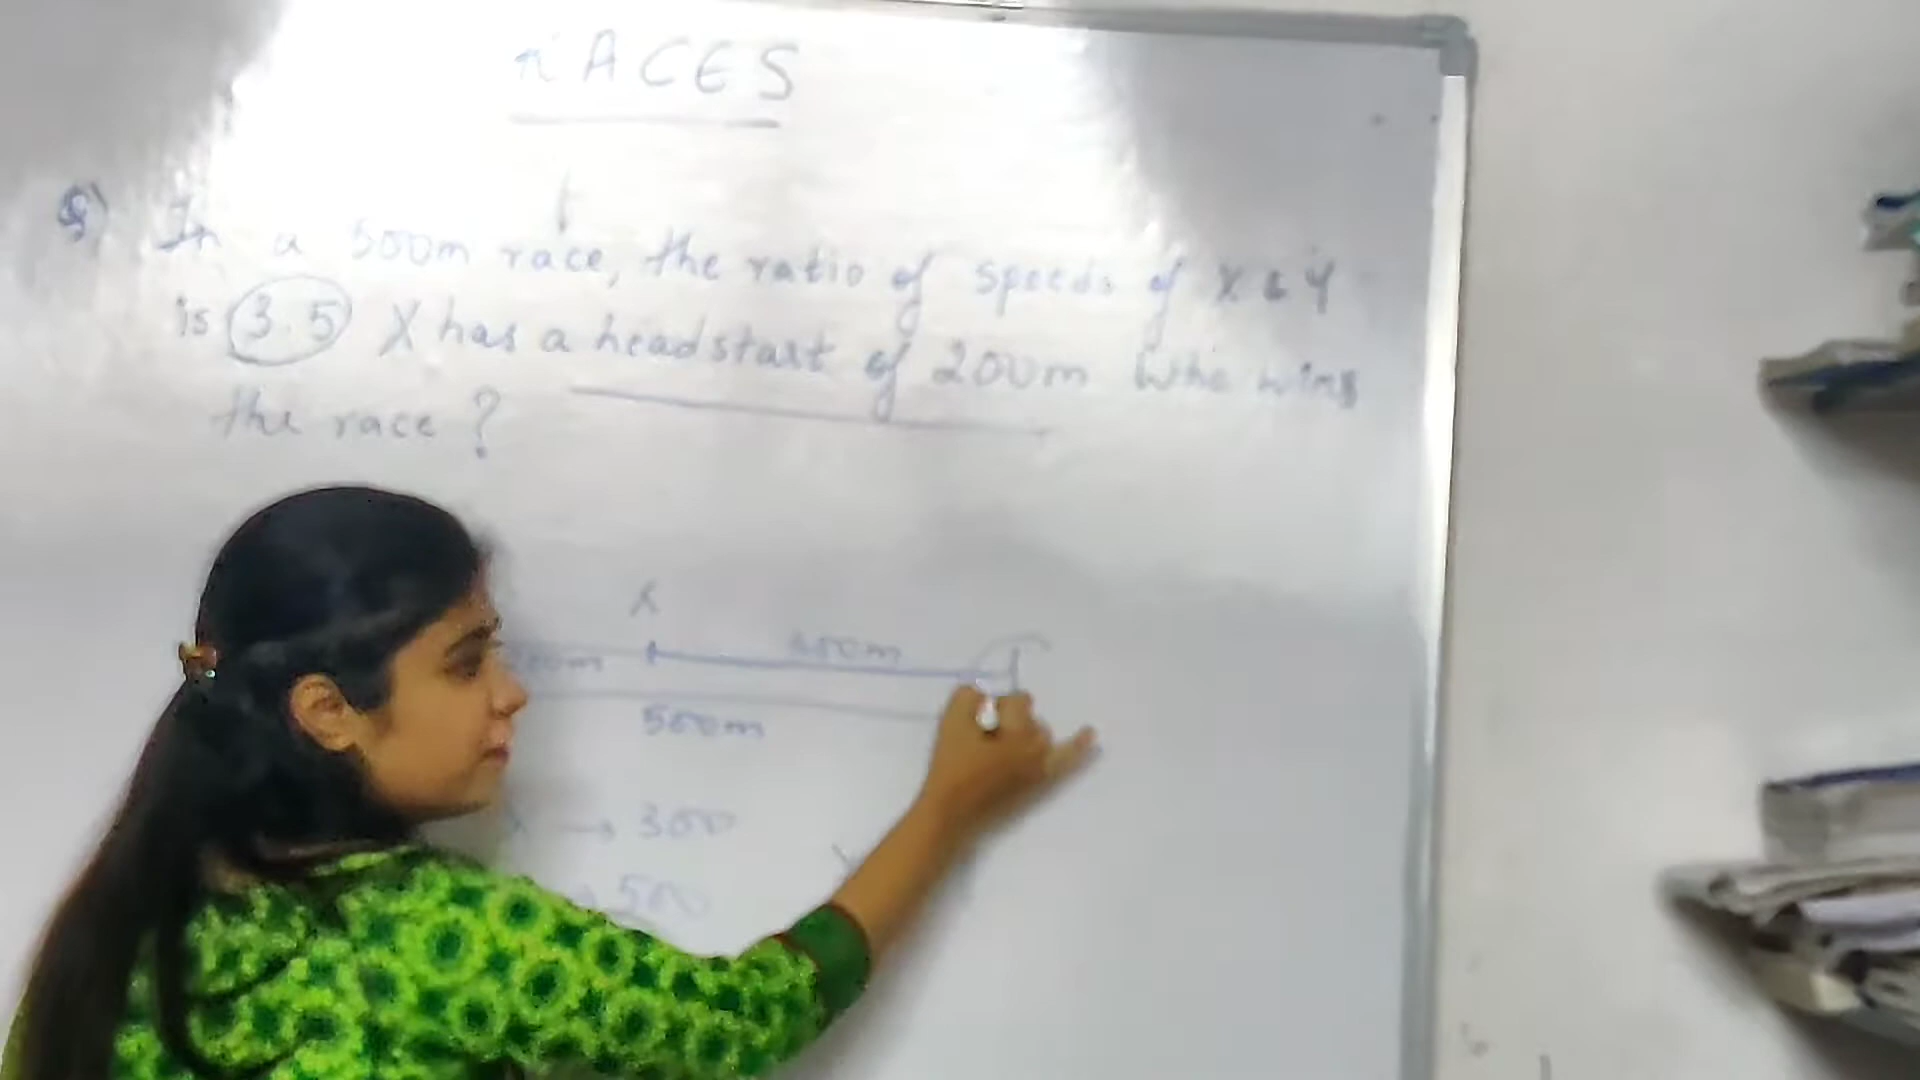 RACES
Q) In a 500m race, the ratio of speeds of X & Y
is 3:5 X has a headstart of 200m Who wins
the race?
X
300m
500m
X → 300
→ 500